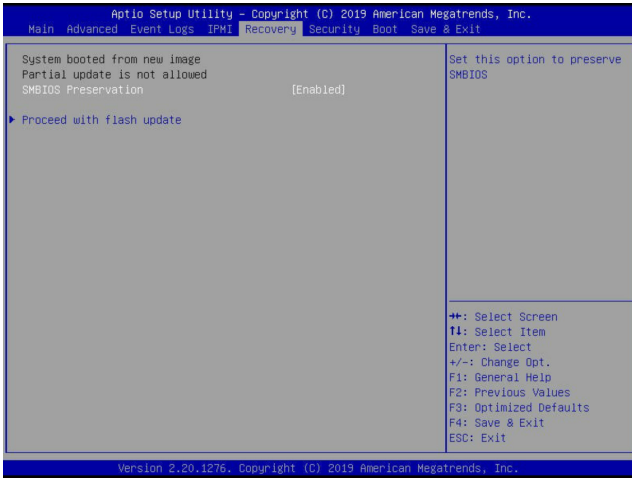 Aptio Setup Utility – Copyright (C) 2019 American Megatrends, Inc.
Main Advanced Event Logs IPMI Recovery Security Boot Save & Exit
System booted from new image
Partial update is not allowed
SMBIOS Preservation [Enabled]
▶ Proceed with flash update
Set this option to preserve
SMBIOS
→←: Select Screen
↑↓: Select Item
Enter: Select
+/-: Change Opt.
F1: General Help
F2: Previous Values
F3: Optimized Defaults
F4: Save & Exit
ESC: Exit
Version 2.20.1276. Copyright (C) 2019 American Megatrends, Inc.